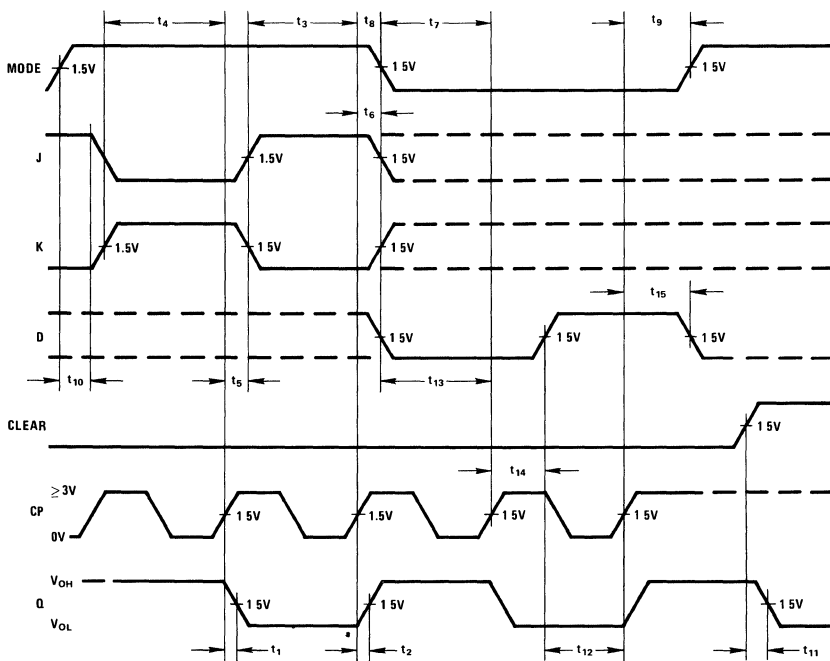 t4 t3 t8 t7 t9
MODE 1.5V 1 5V 1 5V
t6
J 1.5V 1 5V
K 1.5V 1 5V 1 5V
t15
D 1 5V 1 5V 1 5V
t10 t5 t13
CLEAR 1 5V
t14
≥3V
CP 1 5V 1.5V 1 5V 1 5V
0V
VOH
Q 1 5V 1 5V 1 5V
VOL
t1 t2 t12 t11